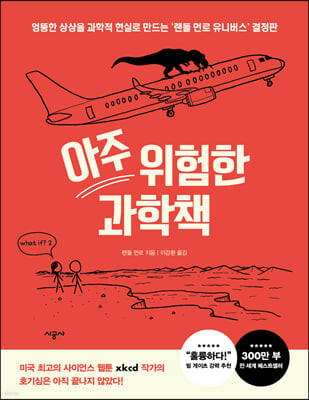 엉뚱한 상상을 과학적 현실로 만드는 '랜들 먼로 유니버스' 결정판
아주 위험한
과학책
랜들 먼로 지음 | 이강환 옮김
what if? 2
시공사
★★★★★
"훌륭하다!"
빌 게이츠 강력 추천
★★★★★
300만 부
전 세계 베스트셀러
미국 최고의 사이언스 웹툰 xkcd 작가의
호기심은 아직 끝나지 않았다!